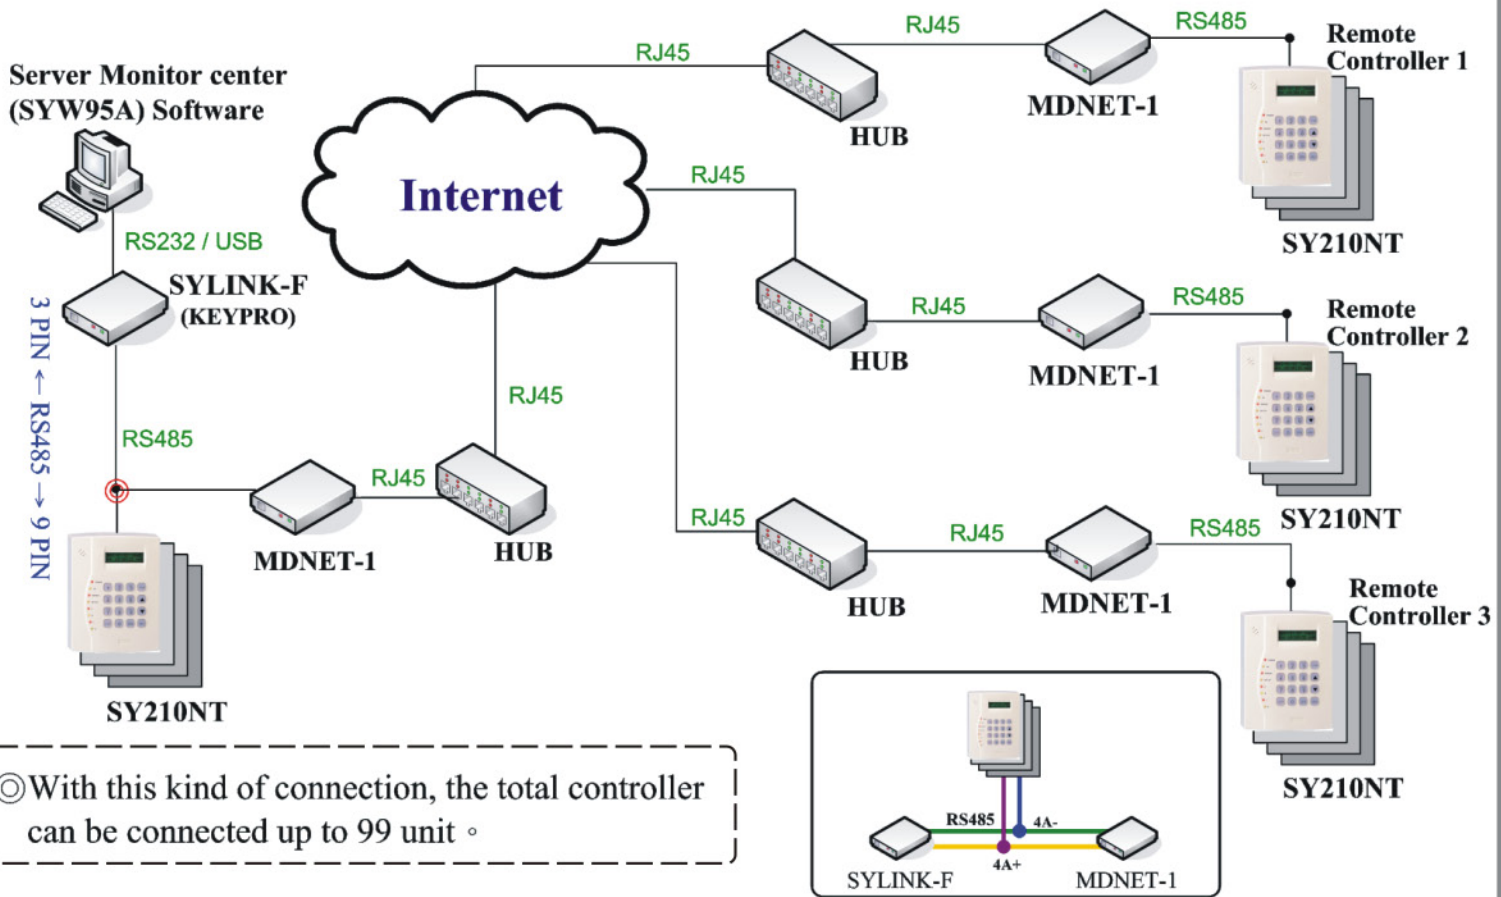 Server Monitor center
(SYW95A) Software
RS232 / USB
SYLINK-F
(KEYPRO)
3 PIN ← RS485 → 9 PIN
RS485
SY210NT
MDNET-1
RJ45
HUB
RJ45
Internet
RJ45
HUB
RJ45
MDNET-1
RS485
Remote
Controller 1
SY210NT
RJ45
HUB
RJ45
MDNET-1
RS485
Remote
Controller 2
SY210NT
RJ45
HUB
RJ45
MDNET-1
RS485
Remote
Controller 3
SY210NT
◎With this kind of connection, the total controller
can be connected up to 99 unit。
RS485
4A-
4A+
SYLINK-F
MDNET-1